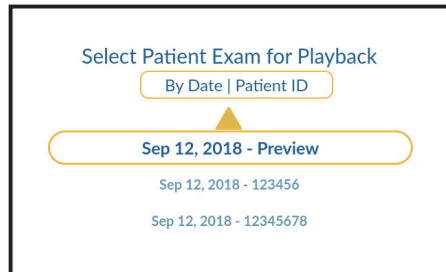 Select Patient Exam for Playback
By Date | Patient ID
Sep 12, 2018 - Preview
Sep 12, 2018 - 123456
Sep 12, 2018 - 12345678